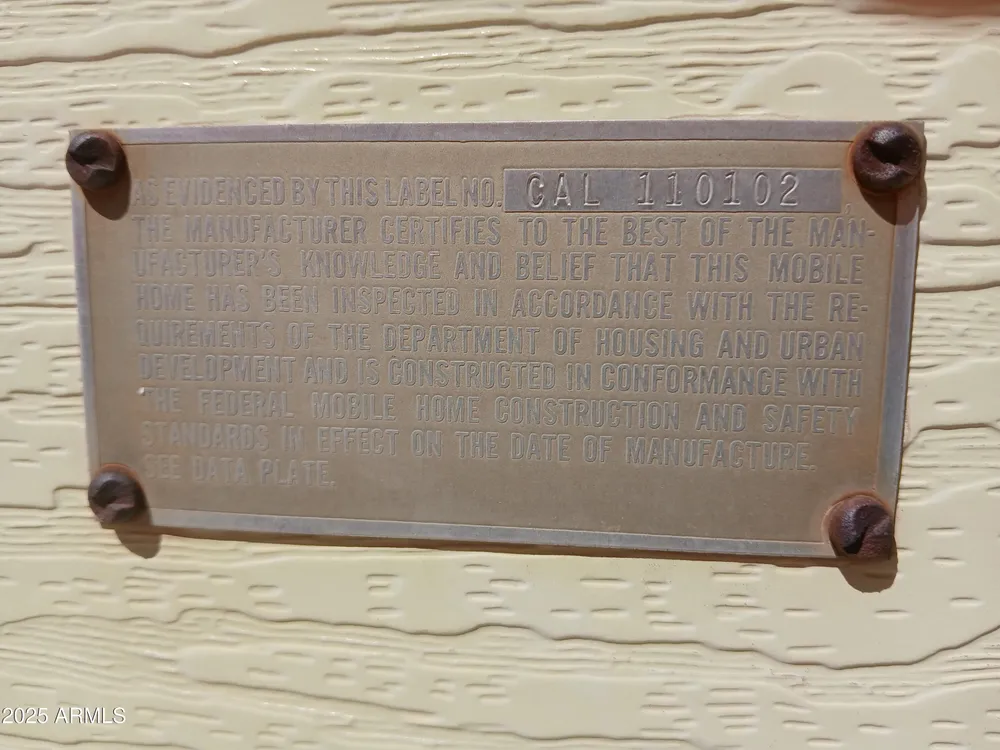 AS EVIDENCED BY THIS LABEL NO. CAL 110102,
THE MANUFACTURER CERTIFIES TO THE BEST OF THE MAN-
UFACTURER'S KNOWLEDGE AND BELIEF THAT THIS MOBILE
HOME HAS BEEN INSPECTED IN ACCORDANCE WITH THE RE-
QUIREMENTS OF THE DEPARTMENT OF HOUSING AND URBAN
DEVELOPMENT AND IS CONSTRUCTED IN CONFORMANCE WITH
THE FEDERAL MOBILE HOME CONSTRUCTION AND SAFETY
STANDARDS IN EFFECT ON THE DATE OF MANUFACTURE.
SEE DATA PLATE.
2025 ARMLS